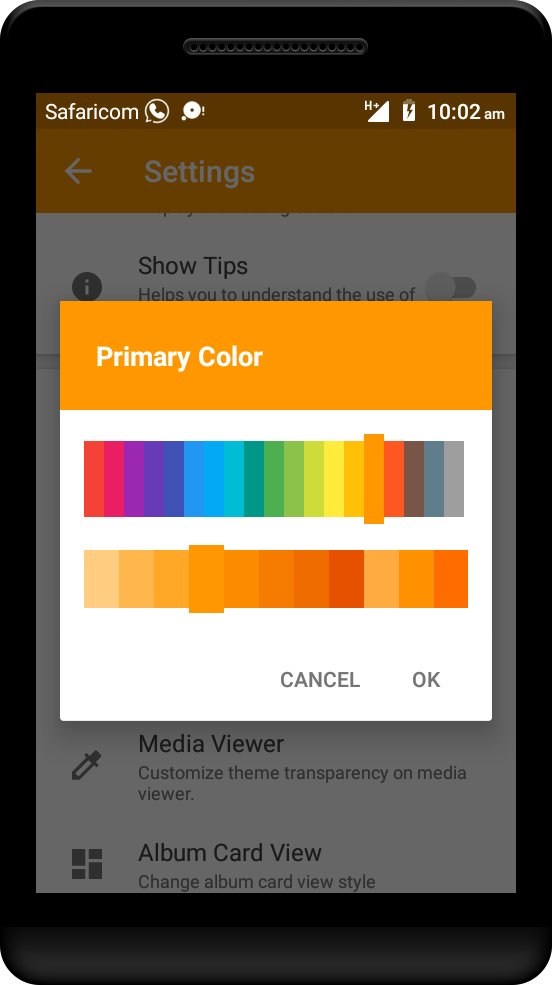 Safaricom H+ 10:02 am
Settings
Show Tips
Helps you to understand the use of
Primary Color
CANCEL OK
Media Viewer
Customize theme transparency on media
viewer.
Album Card View
Change album card view style